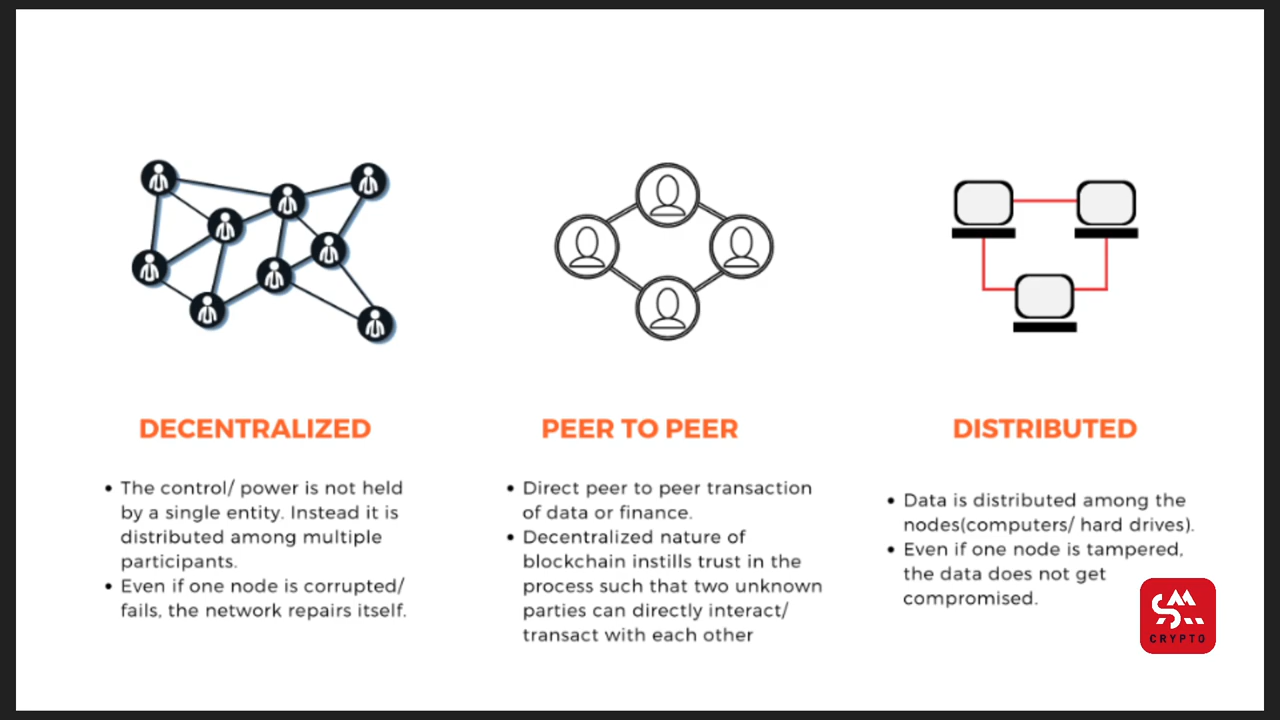 DECENTRALIZED
• The control/ power is not held
by a single entity. Instead it is
distributed among multiple
participants.
• Even if one node is corrupted/
fails, the network repairs itself.
PEER TO PEER
• Direct peer to peer transaction
of data or finance.
• Decentralized nature of
blockchain instills trust in the
process such that two unknown
parties can directly interact/
transact with each other
DISTRIBUTED
• Data is distributed among the
nodes(computers/ hard drives).
• Even if one node is tampered,
the data does not get
compromised.
CRYPTO